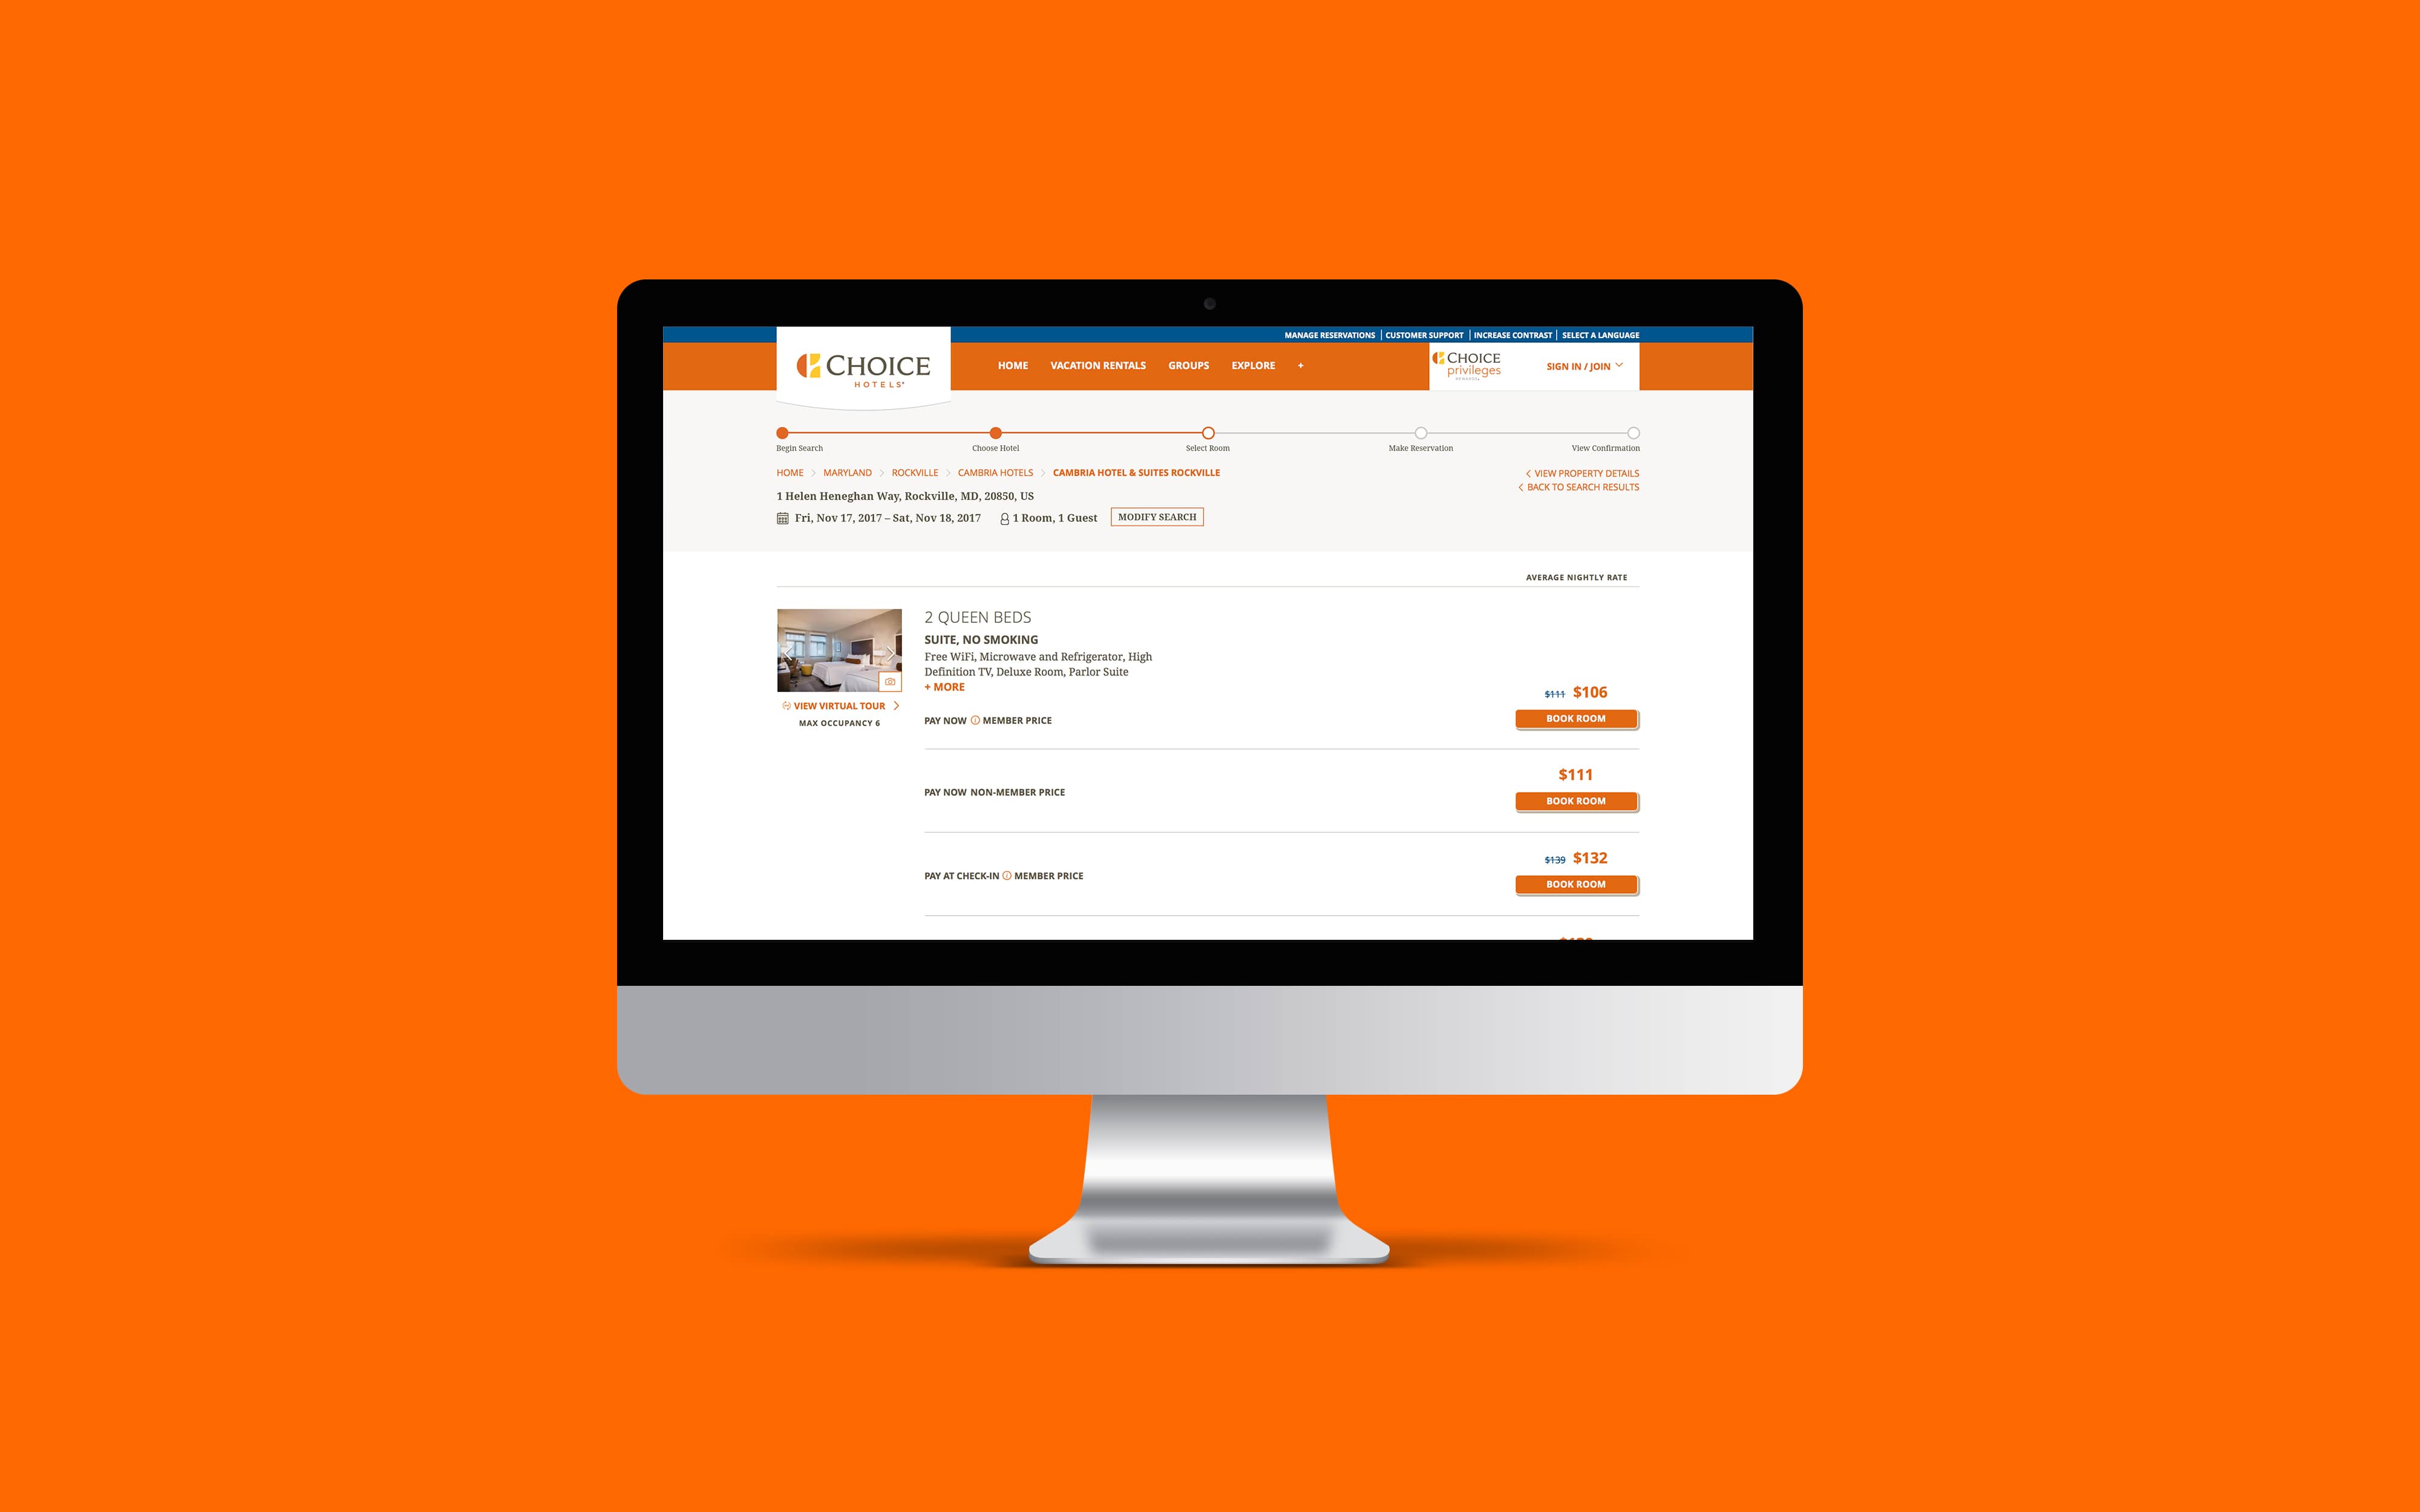 MANAGE RESERVATIONS | CUSTOMER SUPPORT | INCREASE CONTRAST | SELECT A LANGUAGE
CHOICE
HOTELS
HOME VACATION RENTALS GROUPS EXPLORE +
CHOICE
privileges
REWARDS
SIGN IN / JOIN
Begin Search Choose Hotel Select Room Make Reservation View Confirmation
HOME > MARYLAND > ROCKVILLE > CAMBRIA HOTELS > CAMBRIA HOTEL & SUITES ROCKVILLE
< VIEW PROPERTY DETAILS
< BACK TO SEARCH RESULTS
1 Helen Heneghan Way, Rockville, MD, 20850, US
Fri, Nov 17, 2017 – Sat, Nov 18, 2017 1 Room, 1 Guest MODIFY SEARCH
AVERAGE NIGHTLY RATE
2 QUEEN BEDS
SUITE, NO SMOKING
Free WiFi, Microwave and Refrigerator, High
Definition TV, Deluxe Room, Parlor Suite
+ MORE
VIEW VIRTUAL TOUR >
MAX OCCUPANCY 6
$111 $106
PAY NOW MEMBER PRICE BOOK ROOM
$111
PAY NOW NON-MEMBER PRICE BOOK ROOM
$139 $132
PAY AT CHECK-IN MEMBER PRICE BOOK ROOM